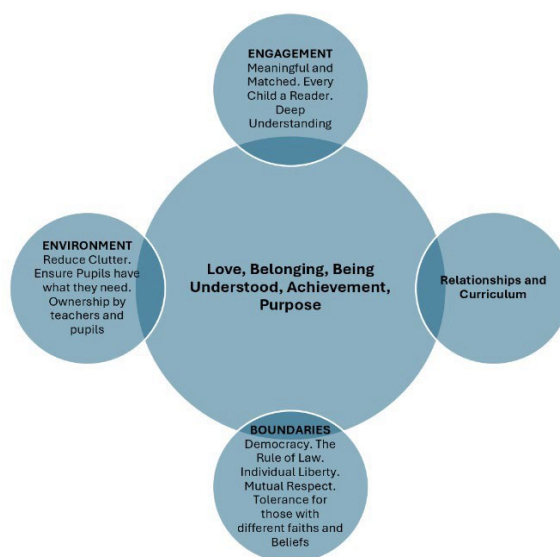 ENGAGEMENT
Meaningful and
Matched. Every
Child a Reader.
Deep
Understanding
ENVIRONMENT
Reduce Clutter.
Ensure Pupils have
what they need.
Ownership by
teachers and
pupils
Love, Belonging, Being
Understood, Achievement,
Purpose
Relationships and
Curriculum
BOUNDARIES
Democracy. The
Rule of Law.
Individual Liberty.
Mutual Respect.
Tolerance for
those with
different faiths and
Beliefs